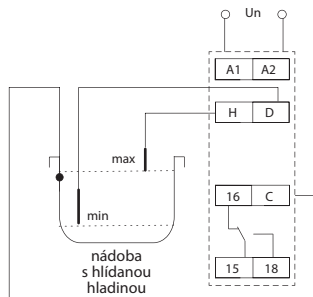 Un
A1 A2
H D
max
min
16 C
nádoba
s hlídanou
hladinou
15 18